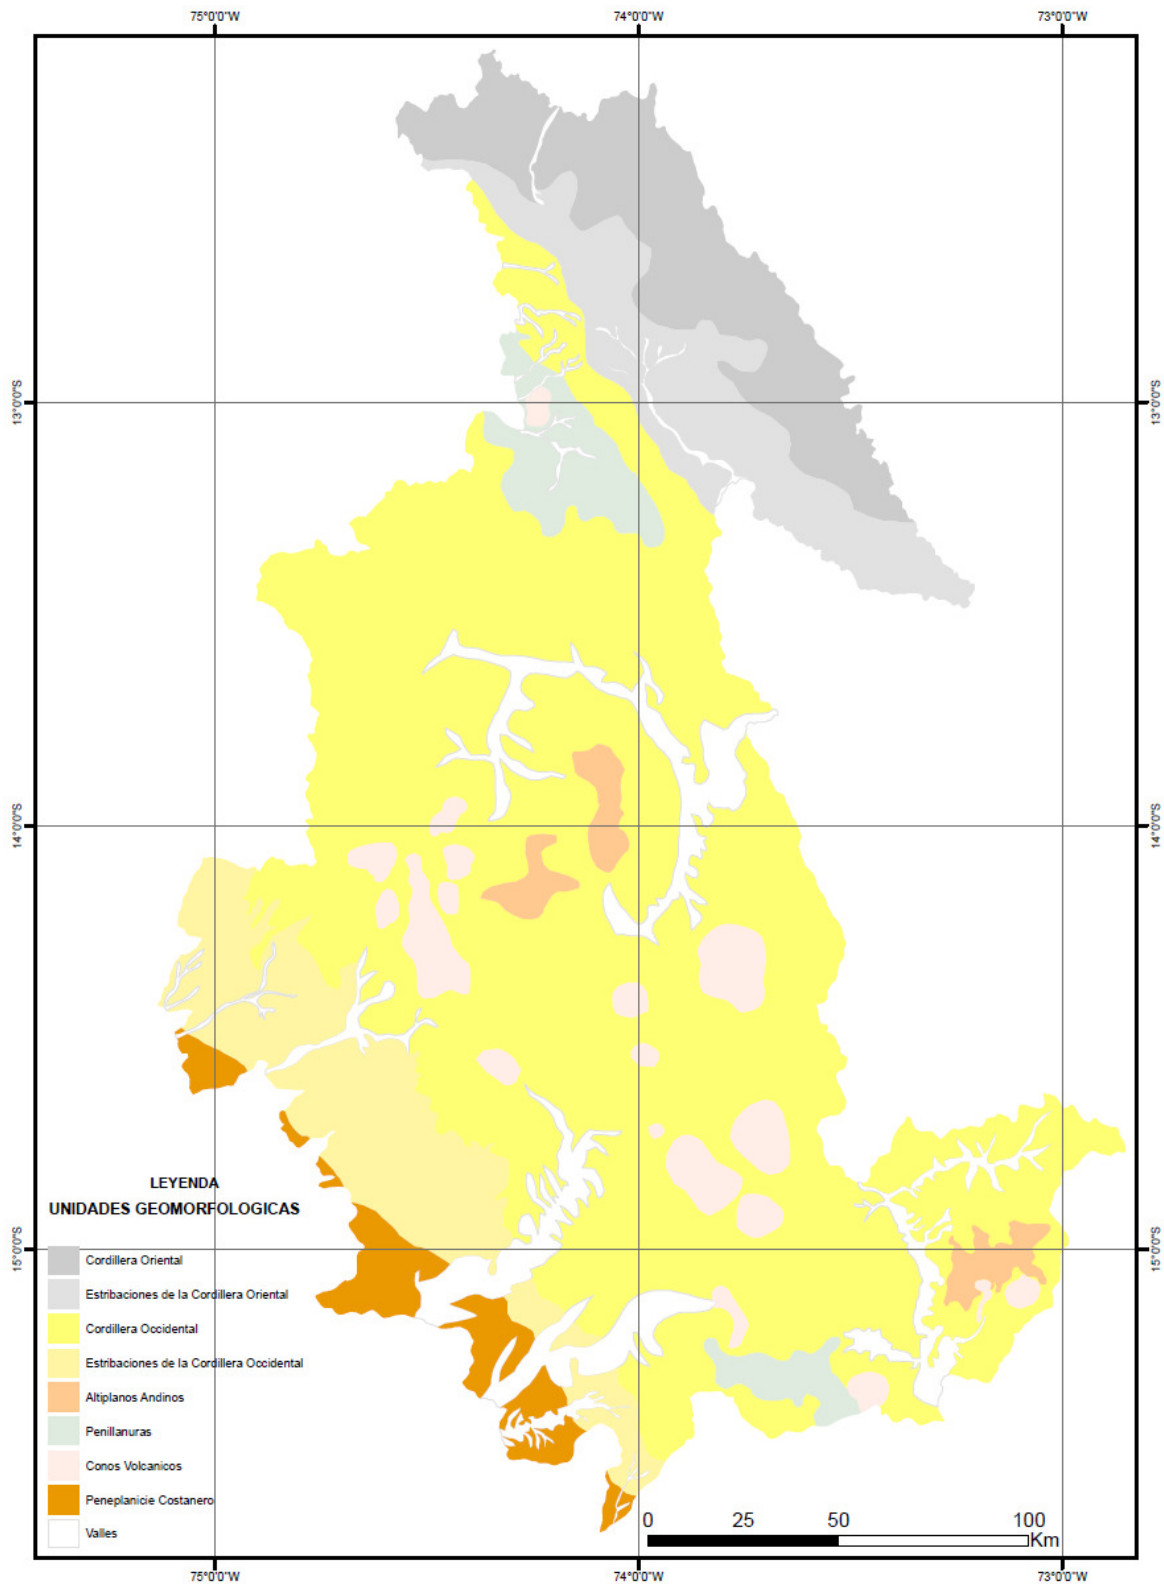 75°0'0"W
74°0'0"W
73°0'0"W
13°0'0"S
13°0'0"S
14°0'0"S
14°0'0"S
15°0'0"S
15°0'0"S
LEYENDA
UNIDADES GEOMORFOLOGICAS
Cordillera Oriental
Estribaciones de la Cordillera Oriental
Cordillera Occidental
Estribaciones de la Cordillera Occidental
Altiplanos Andinos
Penillanuras
Conos Volcanicos
Peneplanicie Costanero
Valles
0 25 50 100
Km
75°0'0"W
74°0'0"W
73°0'0"W